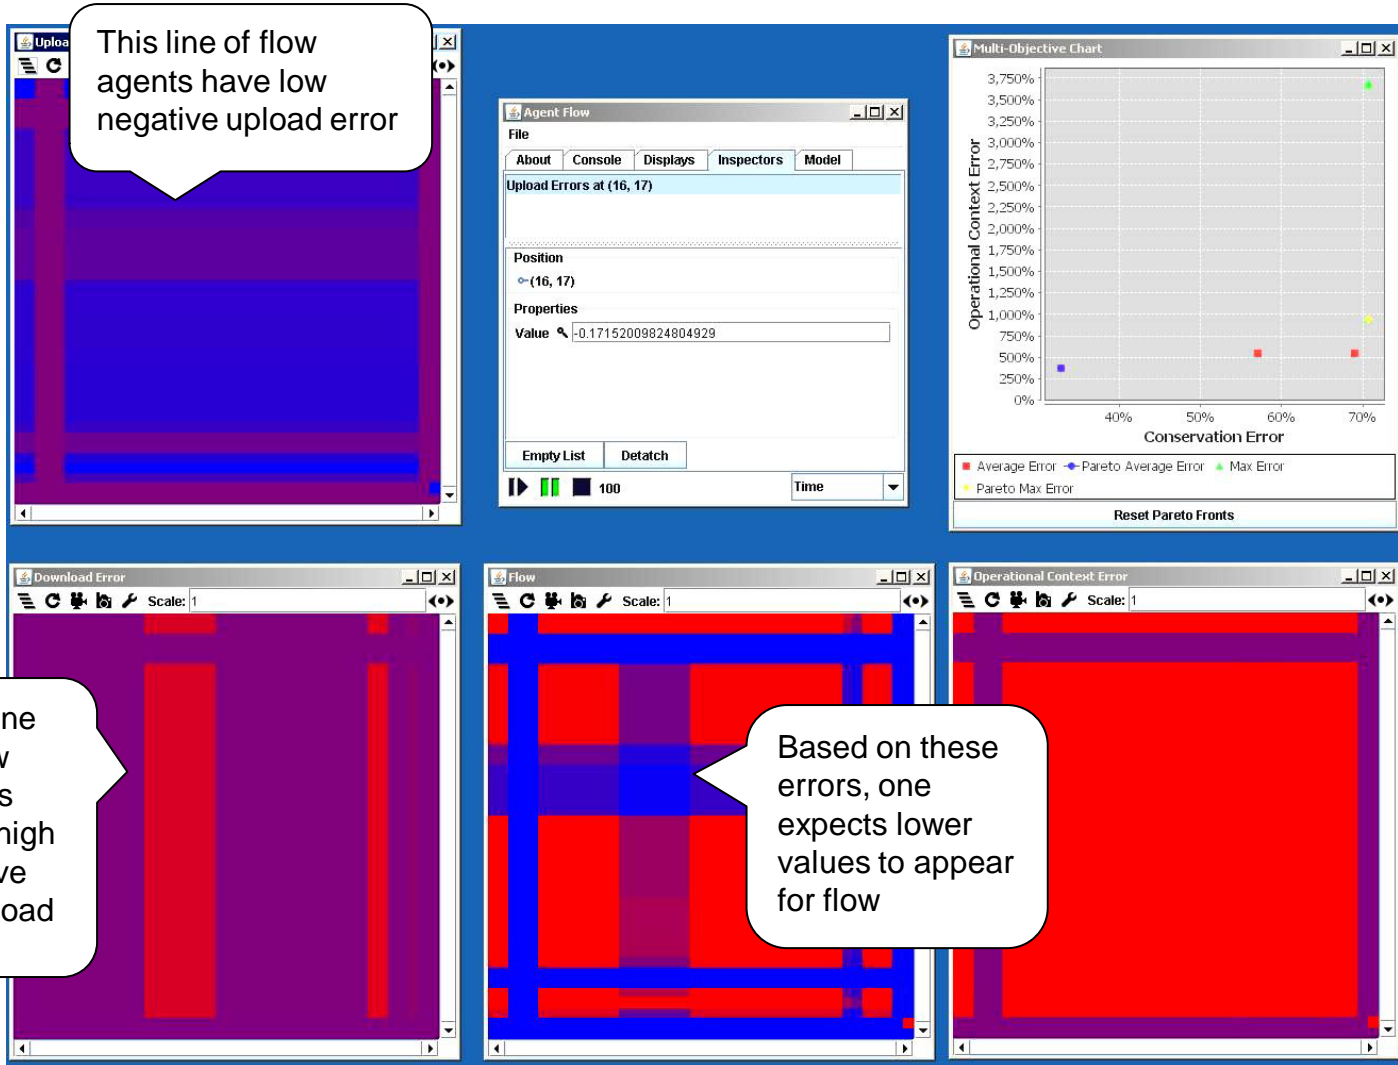 This line of flow
agents have low
negative upload error
Multi-Objective Chart
3,750%
3,500%
3,250%
3,000%
2,750%
2,500%
2,250%
2,000%
1,750%
1,500%
1,250%
1,000%
750%
500%
250%
0%
Operational Context Error
40% 50% 60% 70%
Conservation Error
Average Error Pareto Average Error Max Error
Pareto Max Error
Reset Pareto Fronts
Agent Flow
File
About Console Displays Inspectors Model
Upload Errors at (16, 17)
Position
(16, 17)
Properties
Value -0.17152009824804929
Empty List Detatch
100 Time
Download Error
Scale: 1
Flow
Scale: 1
Operational Context Error
Scale: 1
high
Based on these
errors, one
expects lower
values to appear
for flow